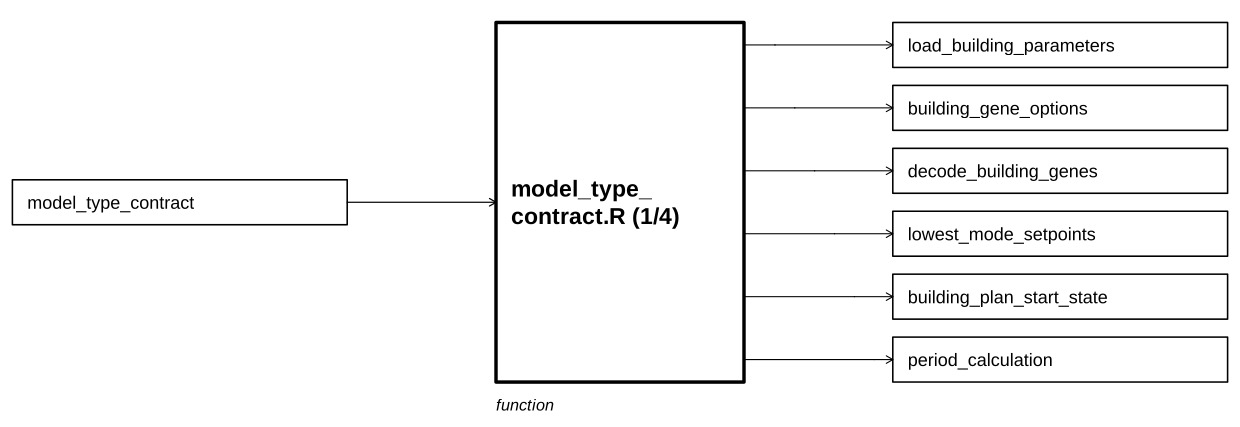 model_type_contract
model_type_
contract.R (1/4)
function
load_building_parameters
building_gene_options
decode_building_genes
lowest_mode_setpoints
building_plan_start_state
period_calculation